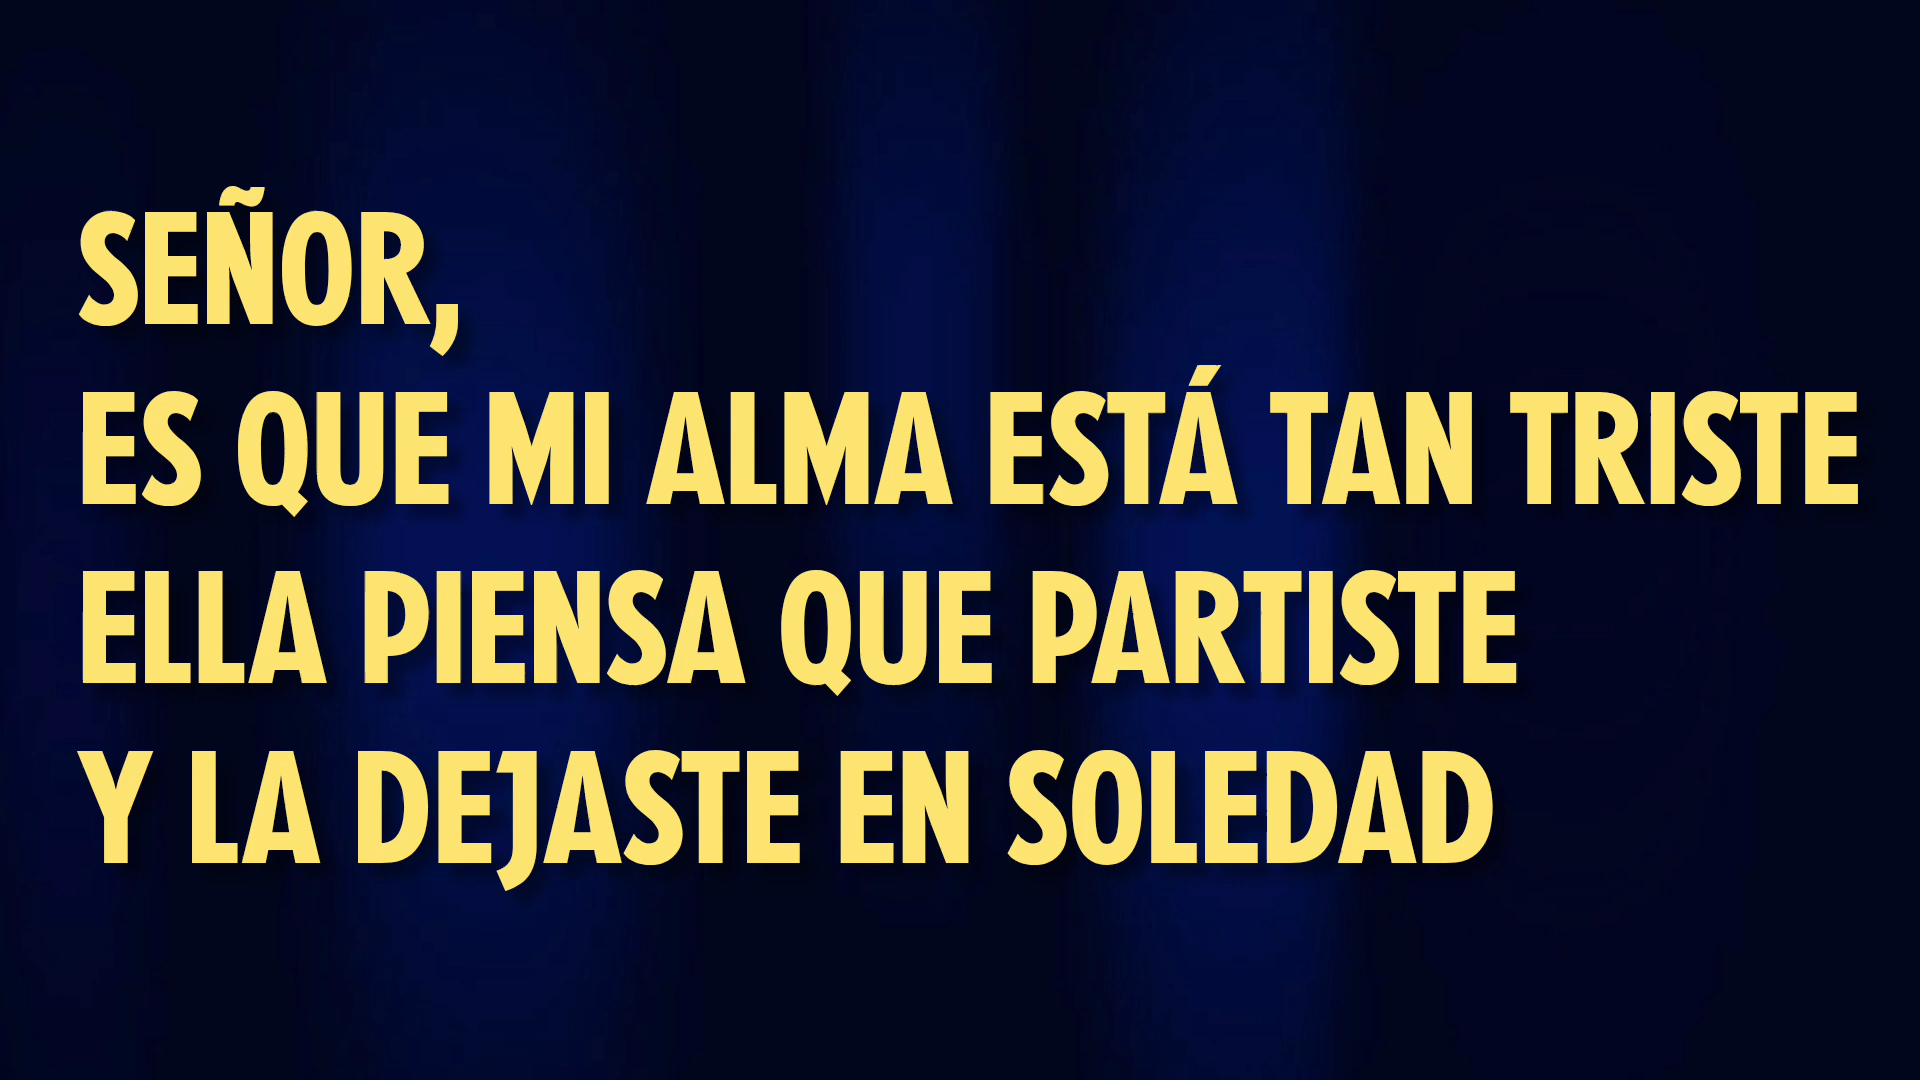 SEÑOR,
ES QUE MI ALMA ESTÁ TAN TRISTE
ELLA PIENSA QUE PARTISTE
Y LA DEJASTE EN SOLEDAD